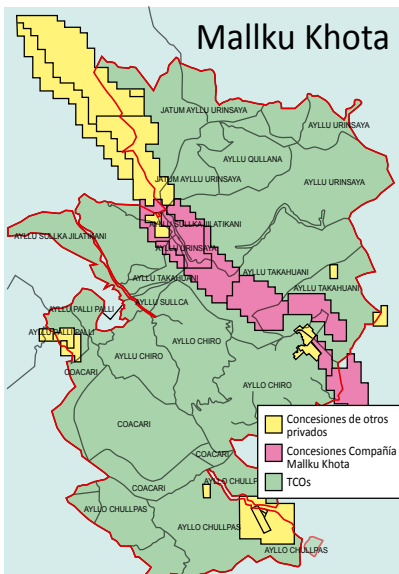 Mallku Khota
JATUM AYLLU URINSAYA
AYLLU URINSAYA
AYLLU QULLANA
JATUM AYLLU URINSAYA
AYLLU URINSAYA
AYLLU SULLKA JILATIKANI
AYLLU SULLKA JILATIKANI
AYLLU URINSAYA
AYLLU TAKAHUANI
AYLLU TAKAHUANI
AYLLU TAKAHUANI
AYLLU SULLCA
AYLLU PALLI PALLI
AYLLU PALLI PALLI
AYLLO CHIRO
AYLLU CHIRO
COACARI
AYLLO CHIRO
COACARI
COACARI
COACARI
AYLLO CHULLPAS
AYLLO CHULLPAS
AYLLO CHULLPAS
AYLLO CHULLPAS
Concesiones de otros
privados
Concesiones Compañía
Mallku Khota
TCOs